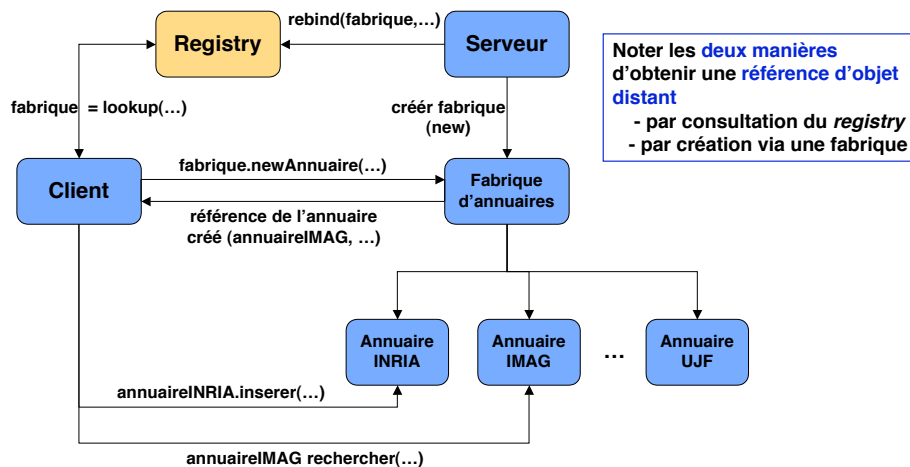 rebind(fabrique,…)
Registry
Serveur
Noter les deux manières
d'obtenir une référence d'objet
distant
- par consultation du registry
- par création via une fabrique
fabrique = lookup(…)
créér fabrique
(new)
Client
fabrique.newAnnuaire(…)
Fabrique
d'annuaires
référence de l'annuaire
créé (annuaireIMAG, …)
Annuaire
INRIA
Annuaire
IMAG
…
Annuaire
UJF
annuaireINRIA.inserer(…)
annuaireIMAG rechercher(…)